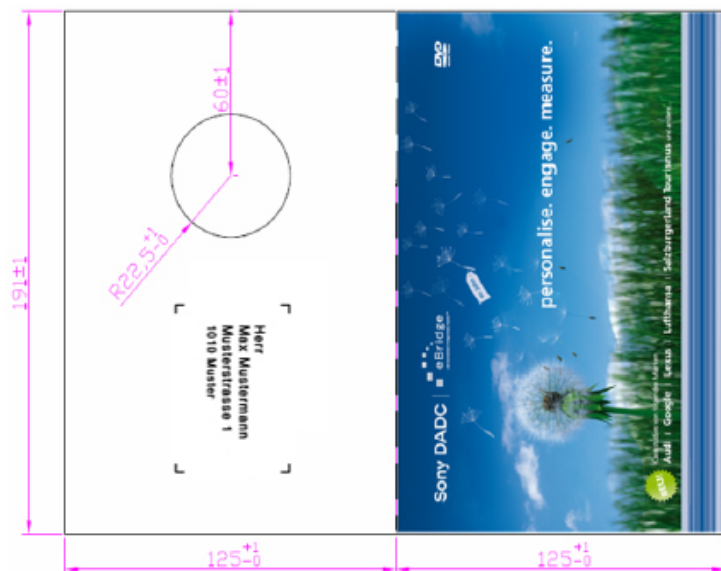 60±1
191±1
R22,5+1-0
Herr
Max Mustermann
Musterstrasse 1
1010 Muster
DVD
personalise. engage. measure.
Sony DADC | eBridge
NEU!
Audi | Google | Lexus | Lufthansa | Salzburgerland Tourismus
125+1-0
125+1-0